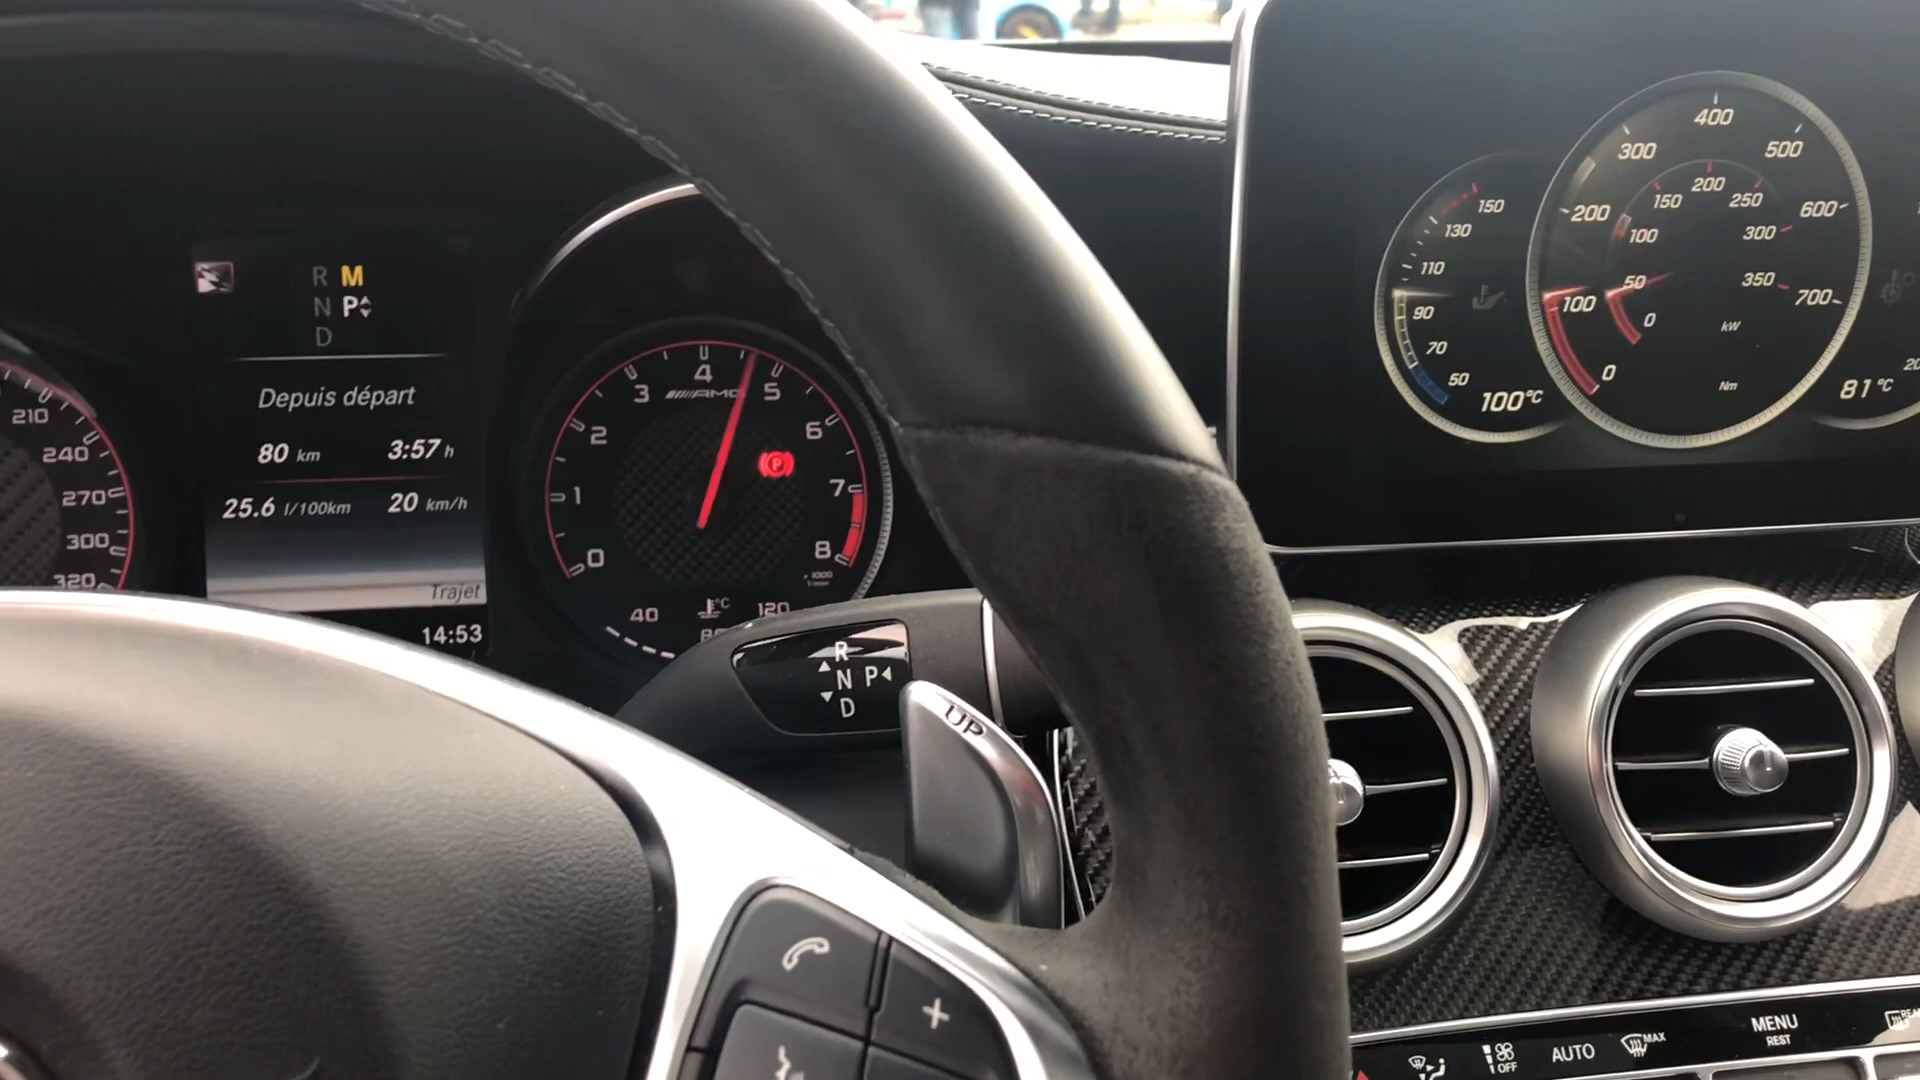 R M
N P
D
Depuis départ
80 km 3:57 h
25.6 l/100km 20 km/h
Trajet
14:53
210
240
270
300
320
0
1
2
3
4
5
6
7
8
AMG
P
x 1000
40
°C
120
R
N P
D
UP
+
150
130
110
90
70
50
100°C
0
100
200
300
400
500
600
700
Nm
0
50
100
150
200
250
300
350
kW
81°C
AUTO
OFF
MAX
MENU
REST
REAR